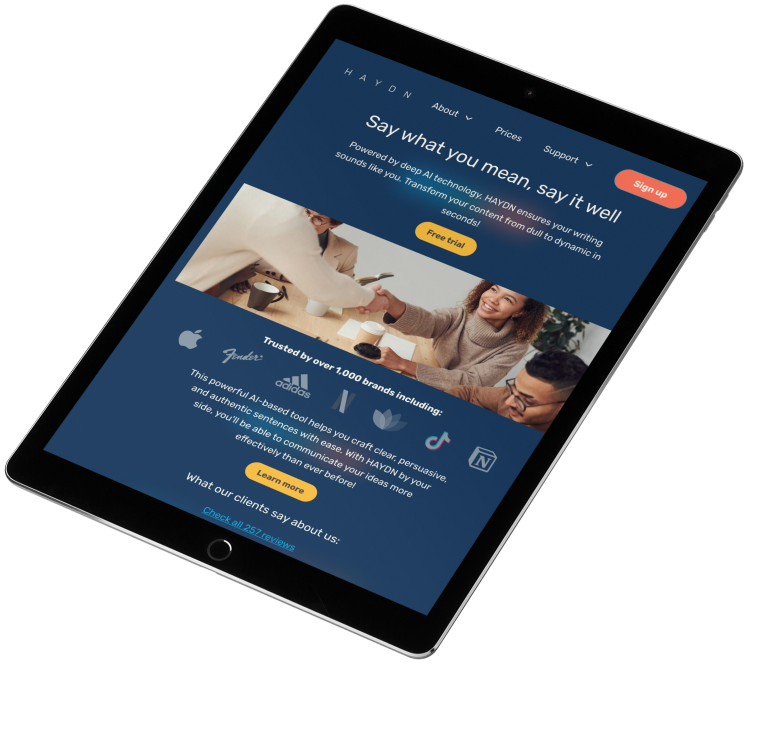 HAYDN
About
Prices
Support
Sign up
Say what you mean, say it well
Powered by deep AI technology. HAYDN ensures your writing
sounds like you. Transform your content from dull to dynamic in
seconds!
Free trial
Trusted by over 1,000 brands including:
Fender
adidas
N
N
This powerful AI-based tool helps you craft clear, persuasive.
and authentic sentences with ease. With HAYDN by your
side, you'll be able to communicate your ideas more
effectively than ever before!
Learn more
What our clients say about us:
Check all 257 reviews